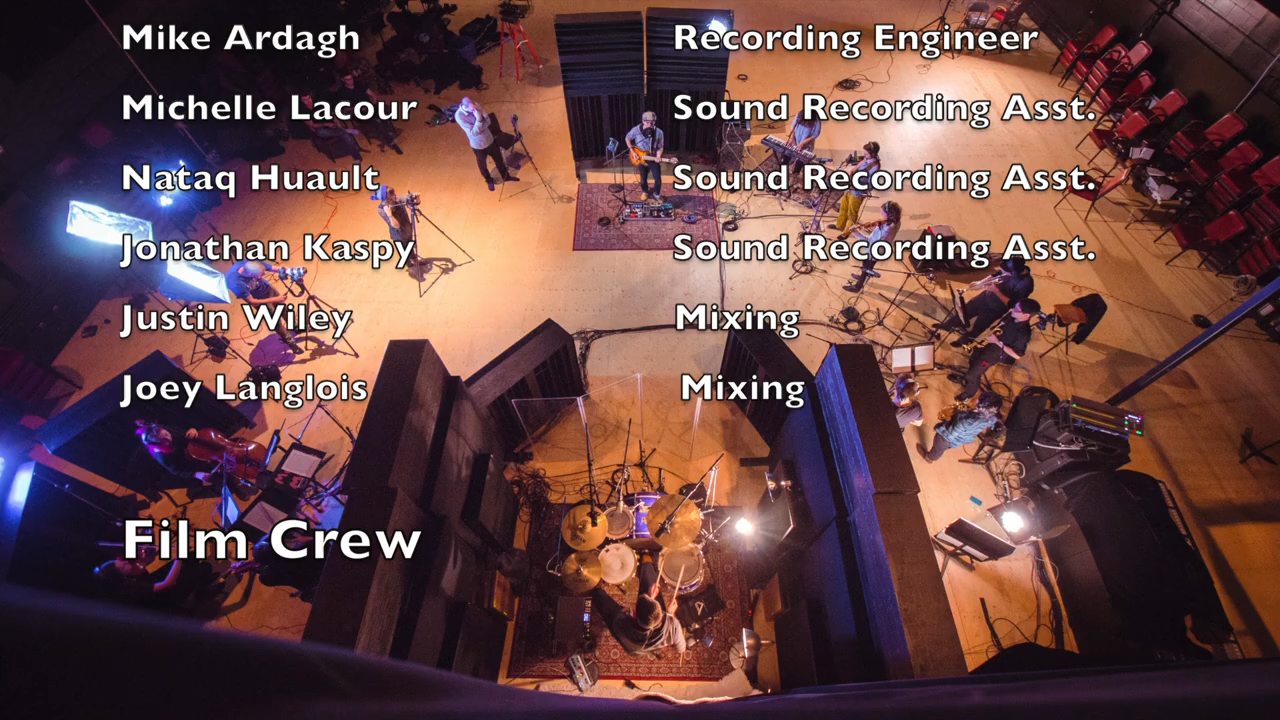 Mike Ardagh Recording Engineer
Michelle Lacour Sound Recording Asst.
Nataq Huault Sound Recording Asst.
Jonathan Kaspy Sound Recording Asst.
Justin Wiley Mixing
Joey Langlois Mixing
Film Crew